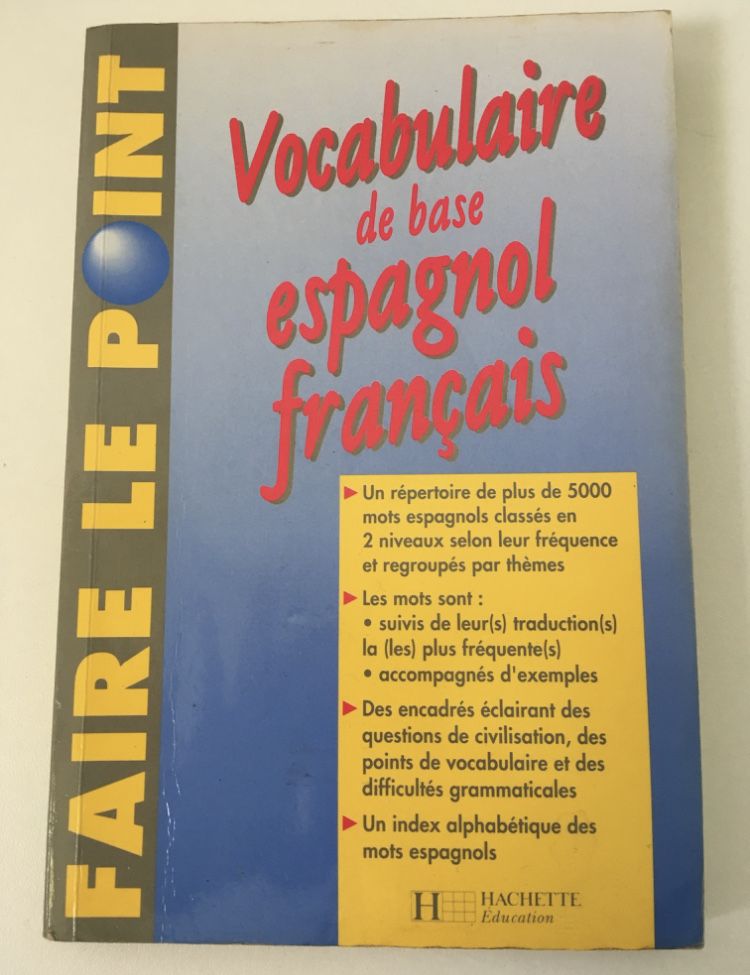 FAIRE LE POINT
Vocabulaire
de base
espagnol
français
Un répertoire de plus de 5000
mots espagnols classés en
2 niveaux selon leur fréquence
et regroupés par thèmes
Les mots sont :
• suivis de leur(s) traduction(s)
la (les) plus fréquente(s)
• accompagnés d'exemples
Des encadrés éclairant des
questions de civilisation, des
points de vocabulaire et des
difficultés grammaticales
Un index alphabétique des
mots espagnols
H HACHETTE
Éducation